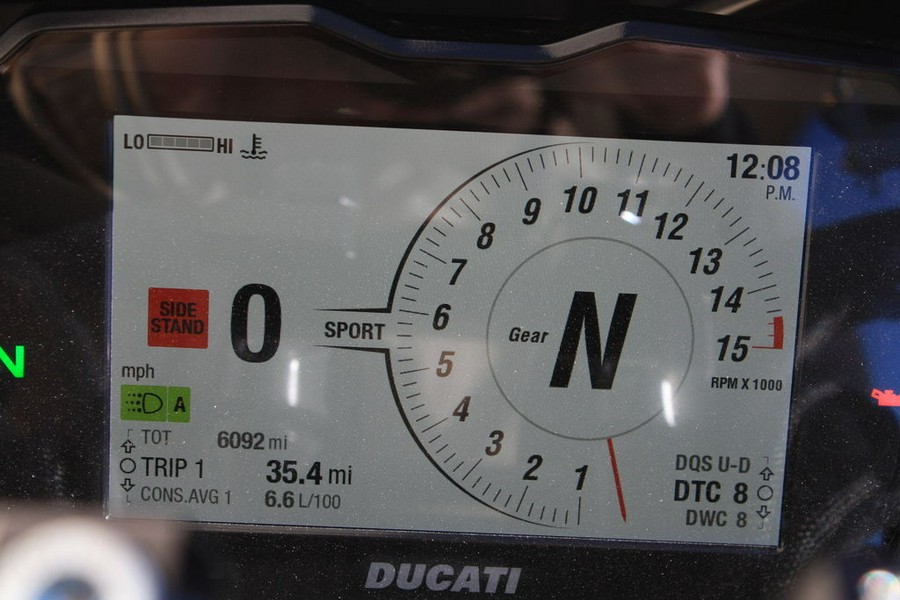 LO HI
12:08
P.M.
SIDE
STAND
0
mph
A
SPORT
1
2
3
4
5
6
7
8
9
10
11
12
13
14
15
RPM X 1000
Gear N
N
TOT 6092 mi
TRIP 1 35.4 mi
CONS.AVG 1 6.6 L/100
DQS U-D
DTC 8
DWC 8
DUCATI